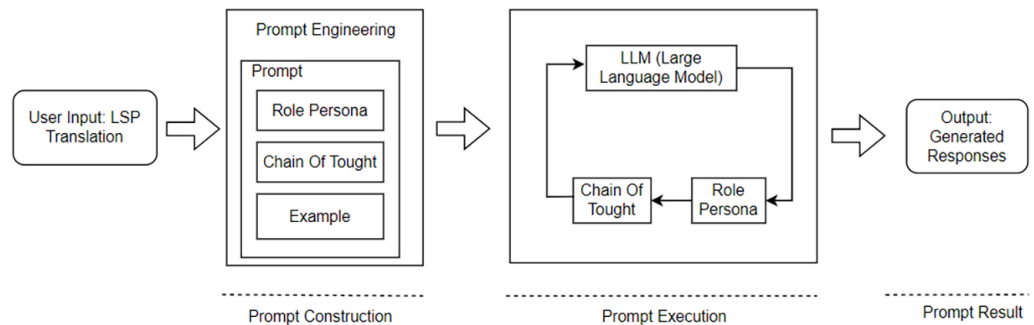 User Input: LSP
Translation
Prompt Engineering
Prompt
Role Persona
Chain Of Tought
Example
LLM (Large
Language Model)
Chain Of
Tought
Role
Persona
Output:
Generated
Responses
Prompt Construction
Prompt Execution
Prompt Result